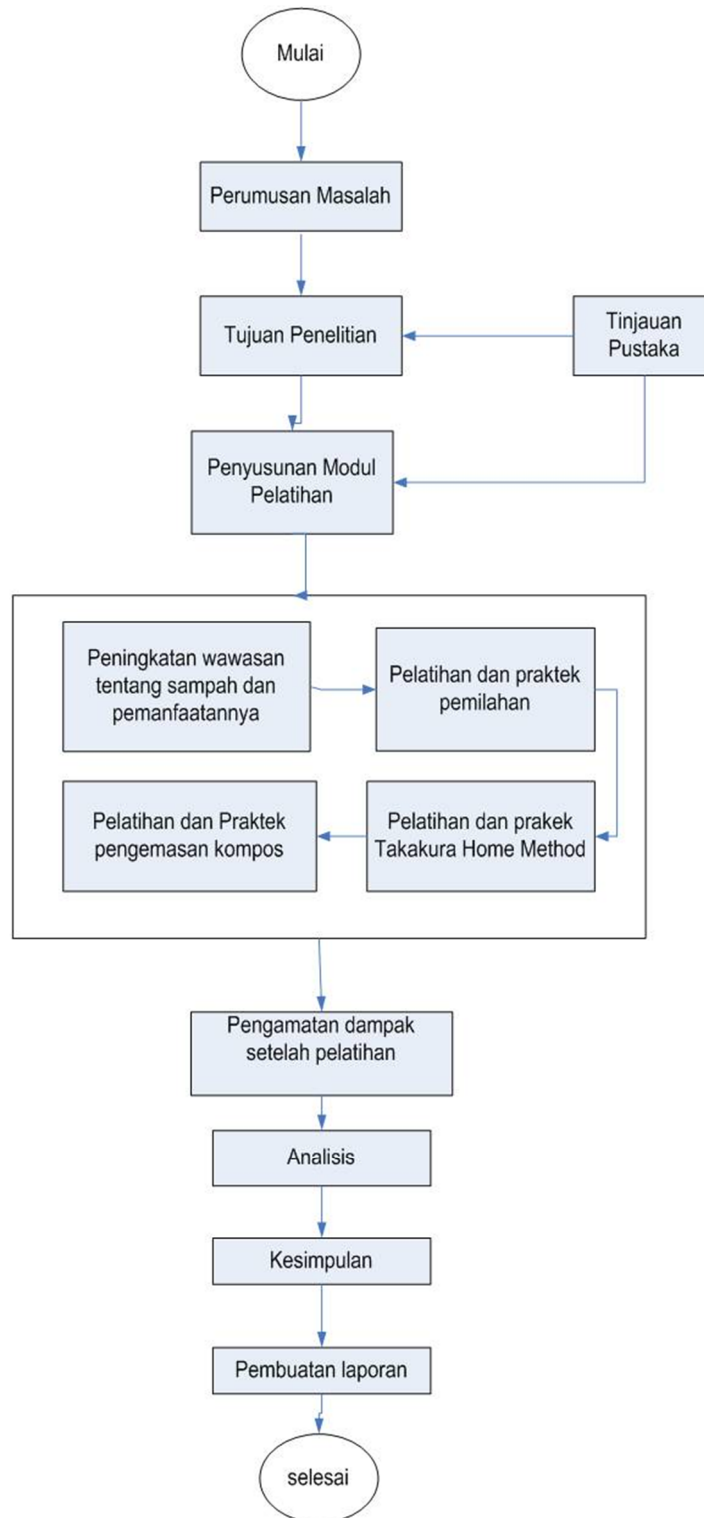 Mulai
Perumusan Masalah
Tujuan Penelitian
Tinjauan
Pustaka
Penyusunan Modul
Pelatihan
Peningkatan wawasan
tentang sampah dan
pemanfaatannya
Pelatihan dan praktek
pemilahan
Pelatihan dan prakek
Takakura Home Method
Pelatihan dan Praktek
pengemasan kompos
Pengamatan dampak
setelah pelatihan
Analisis
Kesimpulan
Pembuatan laporan
selesai